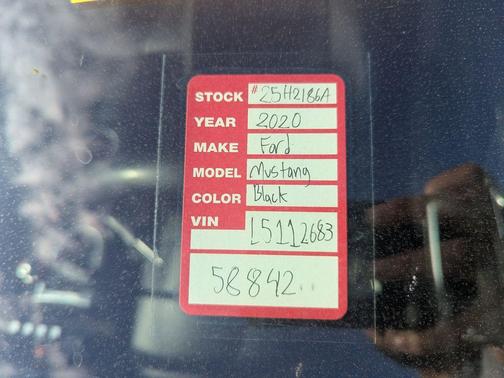 STOCK #25H2186A
YEAR 2020
MAKE Ford
MODEL Mustang
COLOR Black
VIN L5112683
58842